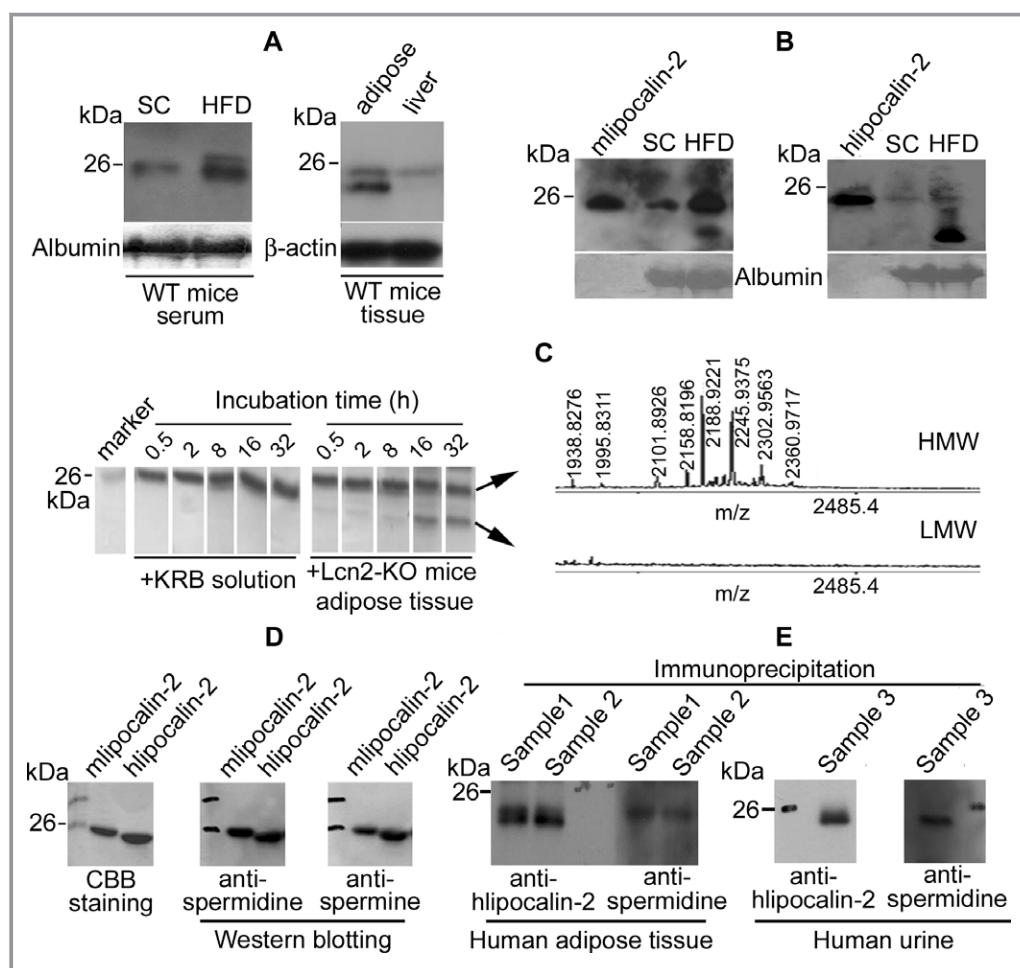 A
SC HFD
kDa
26
Albumin
WT mice
serum
adipose liver
kDa
26
β-actin
WT mice
tissue
B
mlipocalin-2 SC HFD
kDa
26
hlipocalin-2 SC HFD
kDa
26
Albumin
C
marker
Incubation time (h)
0.5 2 8 16 32 0.5 2 8 16 32
26
kDa
+KRB solution
+Lcn2-KO mice
adipose tissue
1938.8276 1995.8311 2101.8926 2158.8196 2188.9221 2245.9375 2302.9563 2360.9717
HMW
m/z 2485.4
LMW
m/z 2485.4
D
mlipocalin-2 hlipocalin-2 mlipocalin-2 hlipocalin-2 mlipocalin-2 hlipocalin-2
kDa
26
CBB
staining
anti-
spermidine
anti-
spermine
Western blotting
E
Immunoprecipitation
Sample1 Sample 2 Sample1 Sample 2 Sample 3 Sample 3
kDa
26
kDa
26
anti-
hlipocalin-2
anti-
spermidine
anti-
hlipocalin-2
anti-
spermidine
Human adipose tissue
Human urine